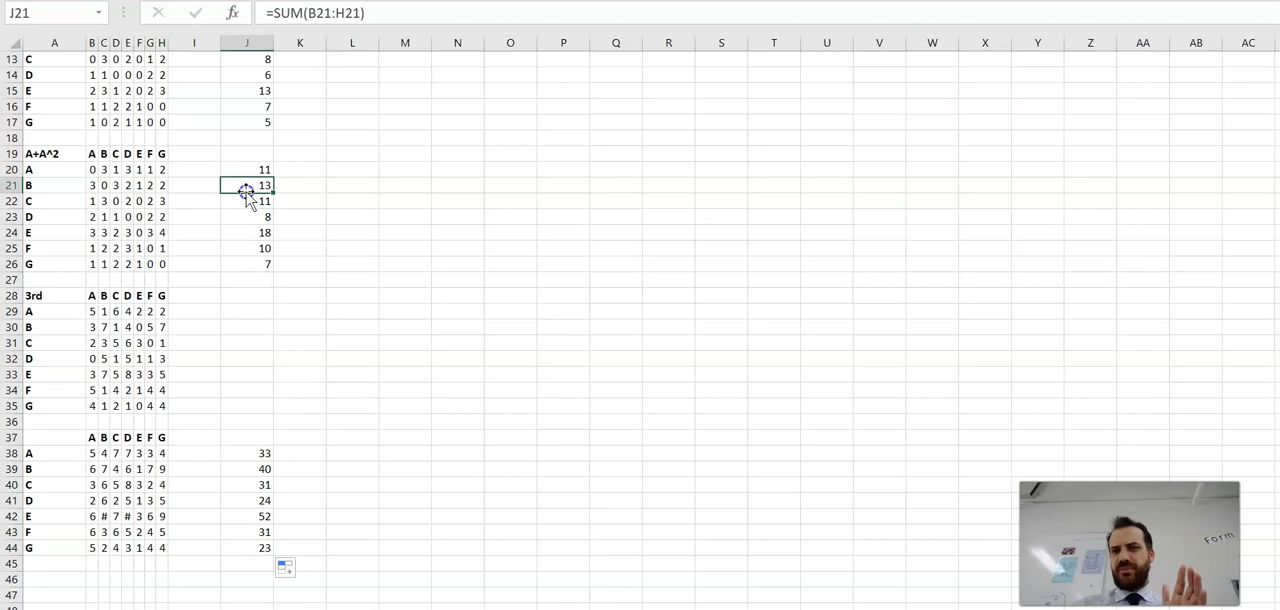 J21 =SUM(B21:H21)
A B C D E F G H I J K L M N O P Q R S T U V W X Y Z AA AB AC
13 C 0 3 0 2 0 1 2 8
14 D 1 1 0 0 0 2 2 6
15 E 2 3 1 2 0 2 3 13
16 F 1 1 2 2 1 0 0 7
17 G 1 0 2 1 1 0 0 5
18
19 A+A^2 A B C D E F G
20 A 0 3 1 3 1 1 2 11
21 B 3 0 3 2 1 2 2 13
22 C 1 3 0 2 0 2 3 11
23 D 2 1 1 0 0 2 2 8
24 E 3 3 2 3 0 3 4 18
25 F 1 2 2 3 1 0 1 10
26 G 1 1 2 2 1 0 0 7
27
28 3rd A B C D E F G
29 A 5 1 6 4 2 2 2
30 B 3 7 1 4 0 5 7
31 C 2 3 5 6 3 0 1
32 D 0 5 1 5 1 1 3
33 E 3 7 5 8 3 3 5
34 F 5 1 4 2 1 4 4
35 G 4 1 2 1 0 4 4
36
37 A B C D E F G
38 A 5 4 7 7 3 3 4 33
39 B 6 7 4 6 1 7 9 40
40 C 3 6 5 8 3 2 4 31
41 D 2 6 2 5 1 3 5 24
42 E 6 # 7 # 3 6 9 52
43 F 6 3 6 5 2 4 5 31
44 G 5 2 4 3 1 4 4 23
45
46
47
Form